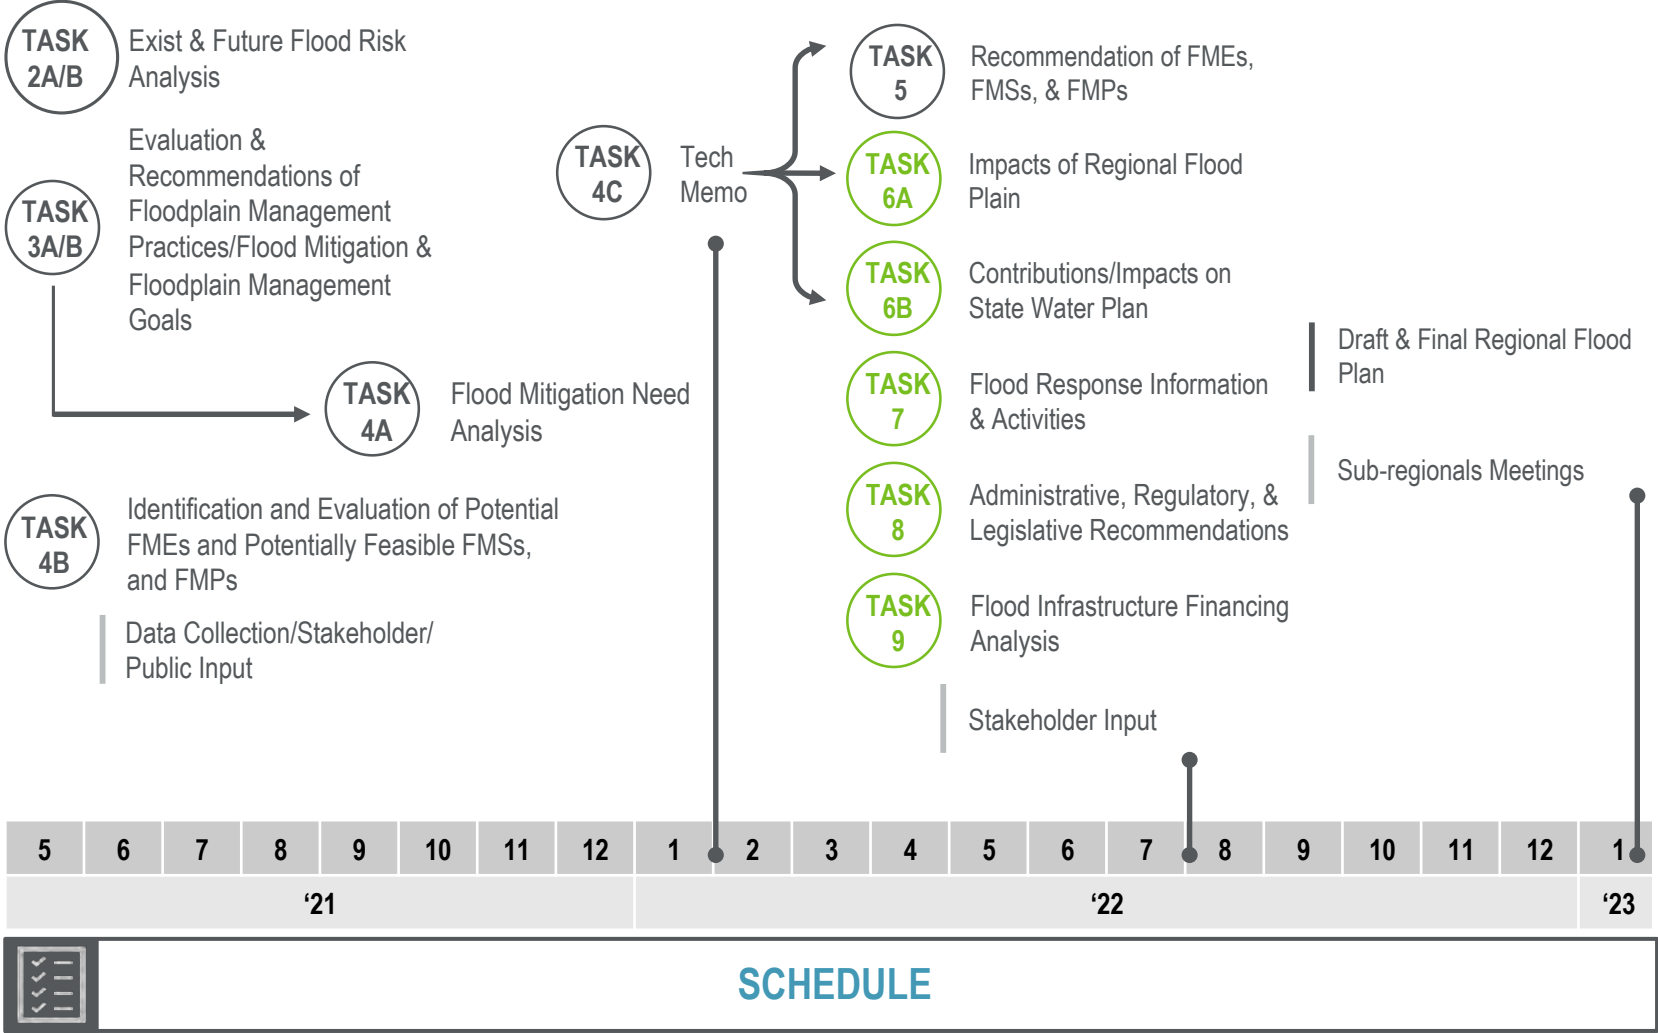 TASK
2A/B
Exist & Future Flood Risk
Analysis
TASK
3A/B
Evaluation &
Recommendations of
Floodplain Management
Practices/Flood Mitigation &
Floodplain Management
Goals
TASK
4A
Flood Mitigation Need
Analysis
TASK
4B
Identification and Evaluation of Potential
FMEs and Potentially Feasible FMSs,
and FMPs
Data Collection/Stakeholder/
Public Input
TASK
4C
Tech
Memo
TASK
5
Recommendation of FMEs,
FMSs, & FMPs
TASK
6A
Impacts of Regional Flood
Plain
TASK
6B
Contributions/Impacts on
State Water Plan
TASK
7
Flood Response Information
& Activities
TASK
8
Administrative, Regulatory, &
Legislative Recommendations
TASK
9
Flood Infrastructure Financing
Analysis
Stakeholder Input
Draft & Final Regional Flood
Plan
Sub-regionals Meetings
5 6 7 8 9 10 11 12 1 2 3 4 5 6 7 8 9 10 11 12 1
‘21 ‘22 ‘23
SCHEDULE